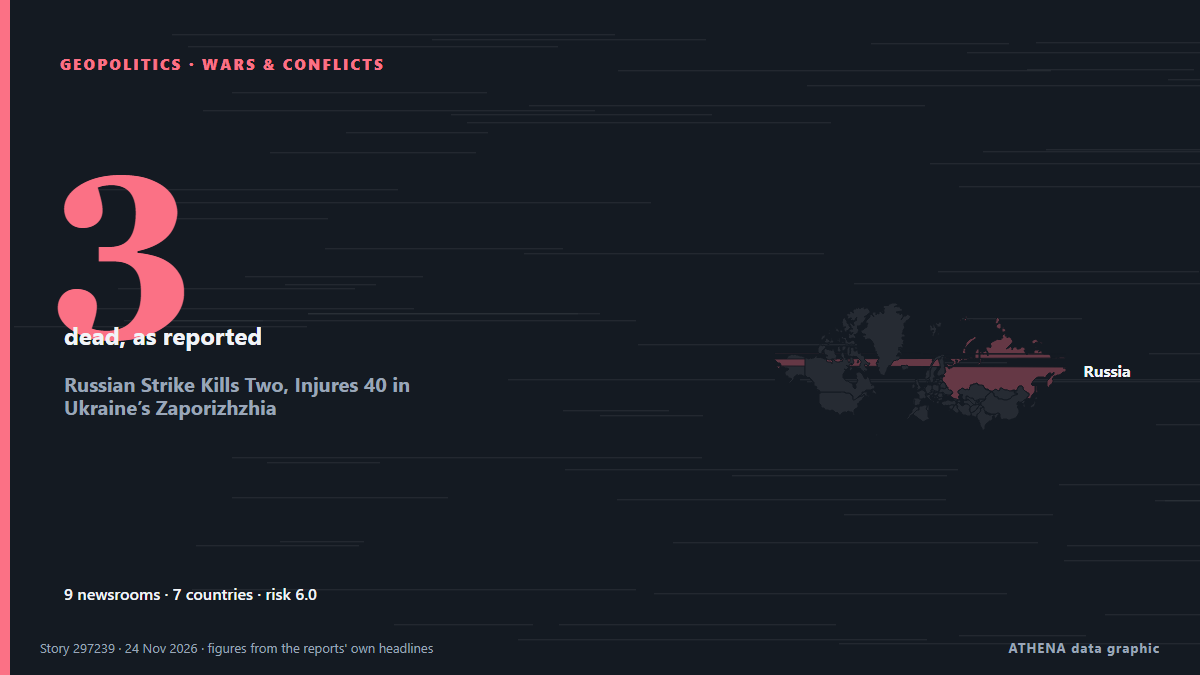 GEOPOLITICS · WARS & CONFLICTS
3
dead, as reported
Russian Strike Kills Two, Injures 40 in
Ukraine’s Zaporizhzhia
Russia
9 newsrooms · 7 countries · risk 6.0
Story 297239 · 24 Nov 2026 · figures from the reports' own headlines
ATHENA data graphic